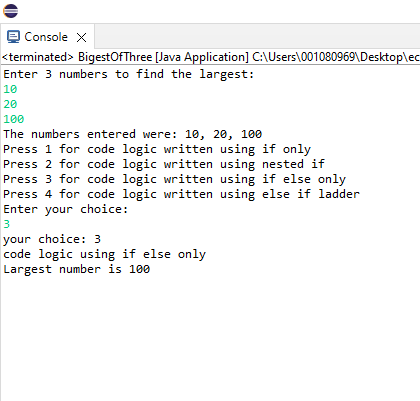 Console
<terminated> BigestOfThree [Java Application] C:\Users\001080969\Desktop\ec
Enter 3 numbers to find the largest:
10
20
100
The numbers entered were: 10, 20, 100
Press 1 for code logic written using if only
Press 2 for code logic written using nested if
Press 3 for code logic written using if else only
Press 4 for code logic written using else if ladder
Enter your choice:
3
your choice: 3
code logic using if else only
Largest number is 100